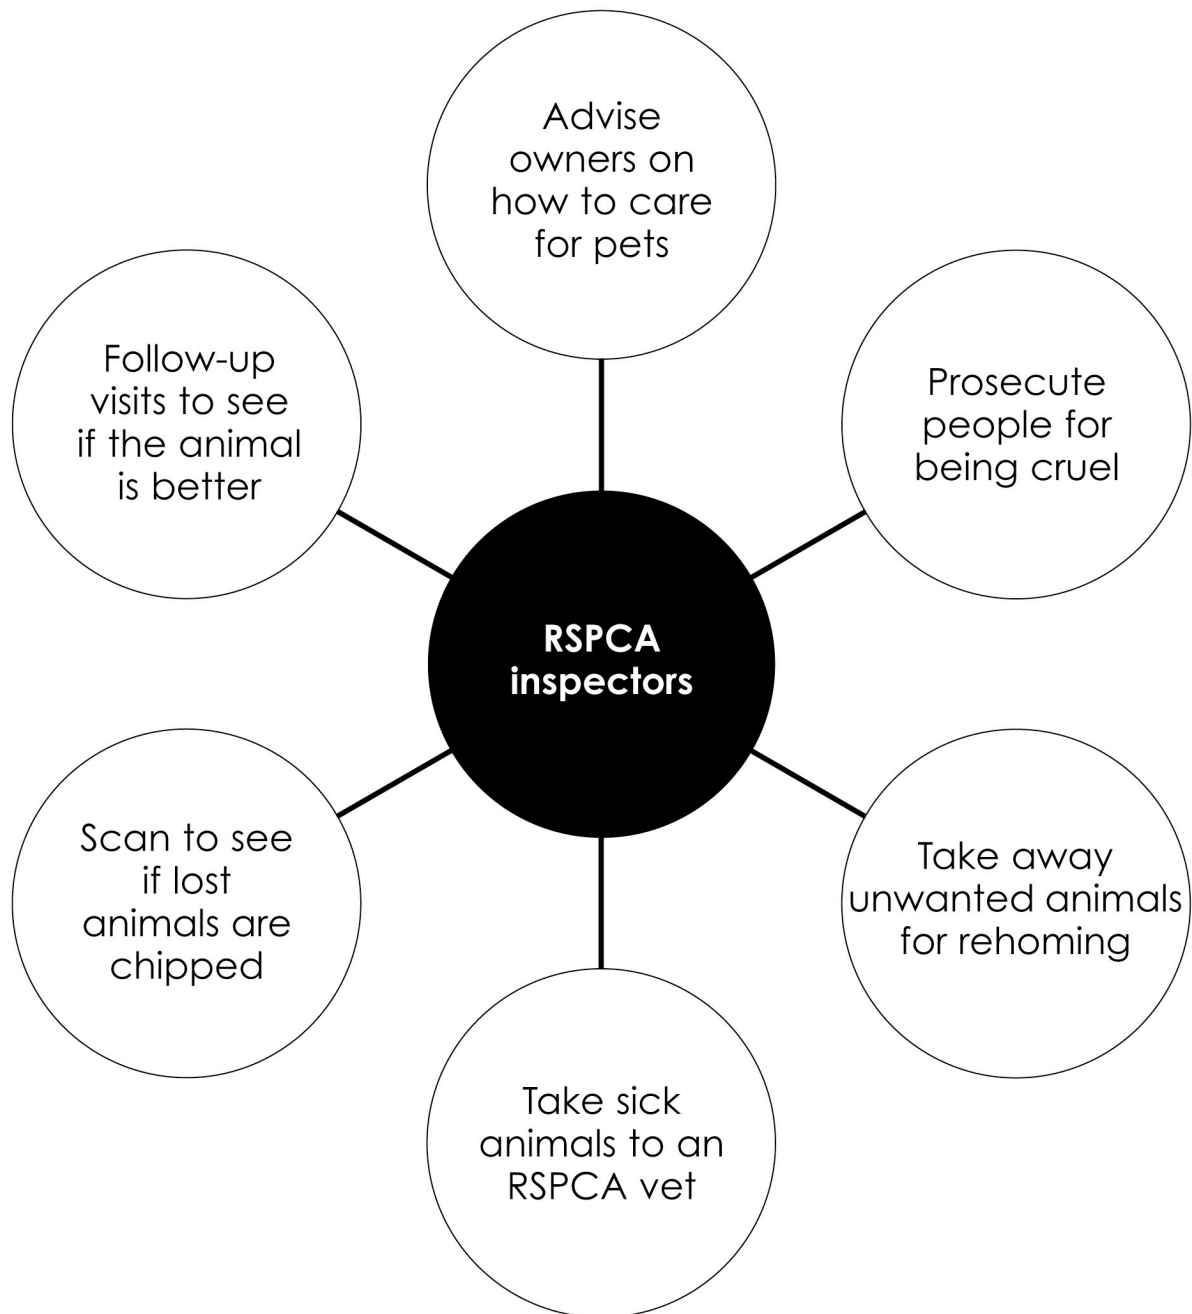 Advise
owners on
how to care
for pets
Follow-up
visits to see
if the animal
is better
Prosecute
people for
being cruel
RSPCA
inspectors
Scan to see
if lost
animals are
chipped
Take away
unwanted animals
for rehoming
Take sick
animals to an
RSPCA vet